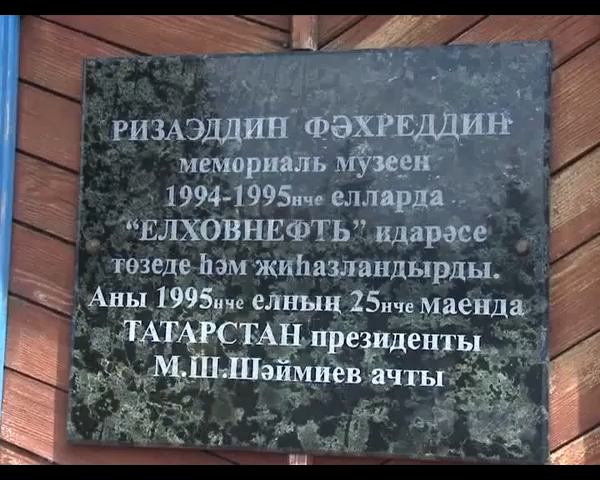 РИЗАЭДДИН ФӘХРЕДДИН
мемориаль музеен
1994-1995нче елларда
“ЕЛХОВНЕФТЬ” идарәсе
төзеде һәм җиһазландырды.
Аны 1995нче елның 25нче маенда
ТАТАРСТАН президенты
М.Ш.Шәймиев ачты